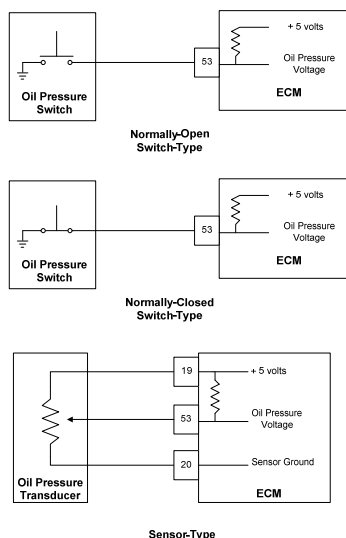 + 5 volts
53
Oil Pressure
Voltage
ECM
Oil Pressure
Switch
Normally-Open
Switch-Type
+ 5 volts
53
Oil Pressure
Voltage
ECM
Oil Pressure
Switch
Normally-Closed
Switch-Type
19
+ 5 volts
53
Oil Pressure
Voltage
20
Sensor Ground
Oil Pressure
Transducer
ECM
Sensor-Type